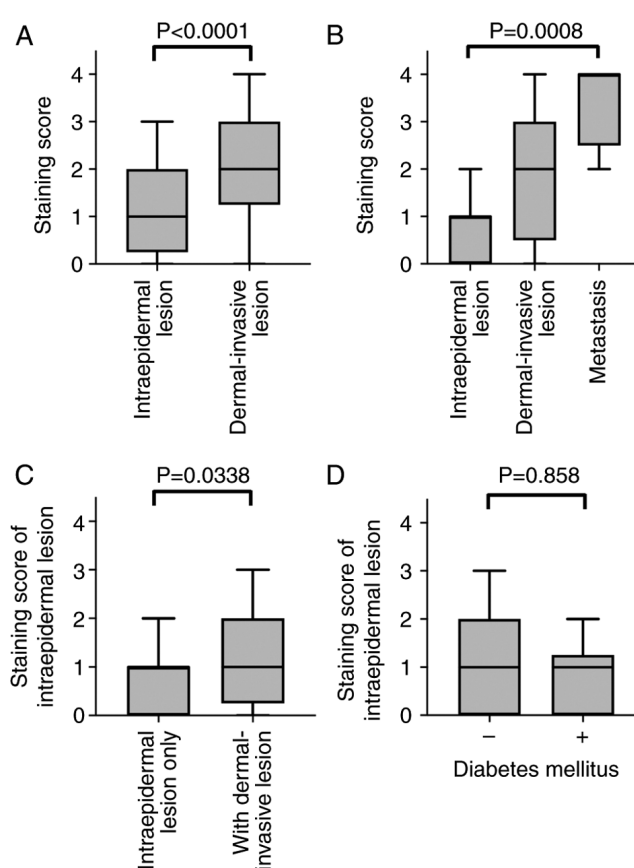 A
P<0.0001
Staining score
4
3
2
1
0
Intraepidermal
lesion
Dermal-invasive
lesion
B
P=0.0008
Staining score
4
3
2
1
0
Intraepidermal
lesion
Dermal-invasive
lesion
Metastasis
C
P=0.0338
Staining score of
intraepidermal lesion
4
3
2
1
0
Intraepidermal
lesion only
With dermal-
invasive lesion
D
P=0.858
Staining score of
intraepidermal lesion
4
3
2
1
0
− +
Diabetes mellitus